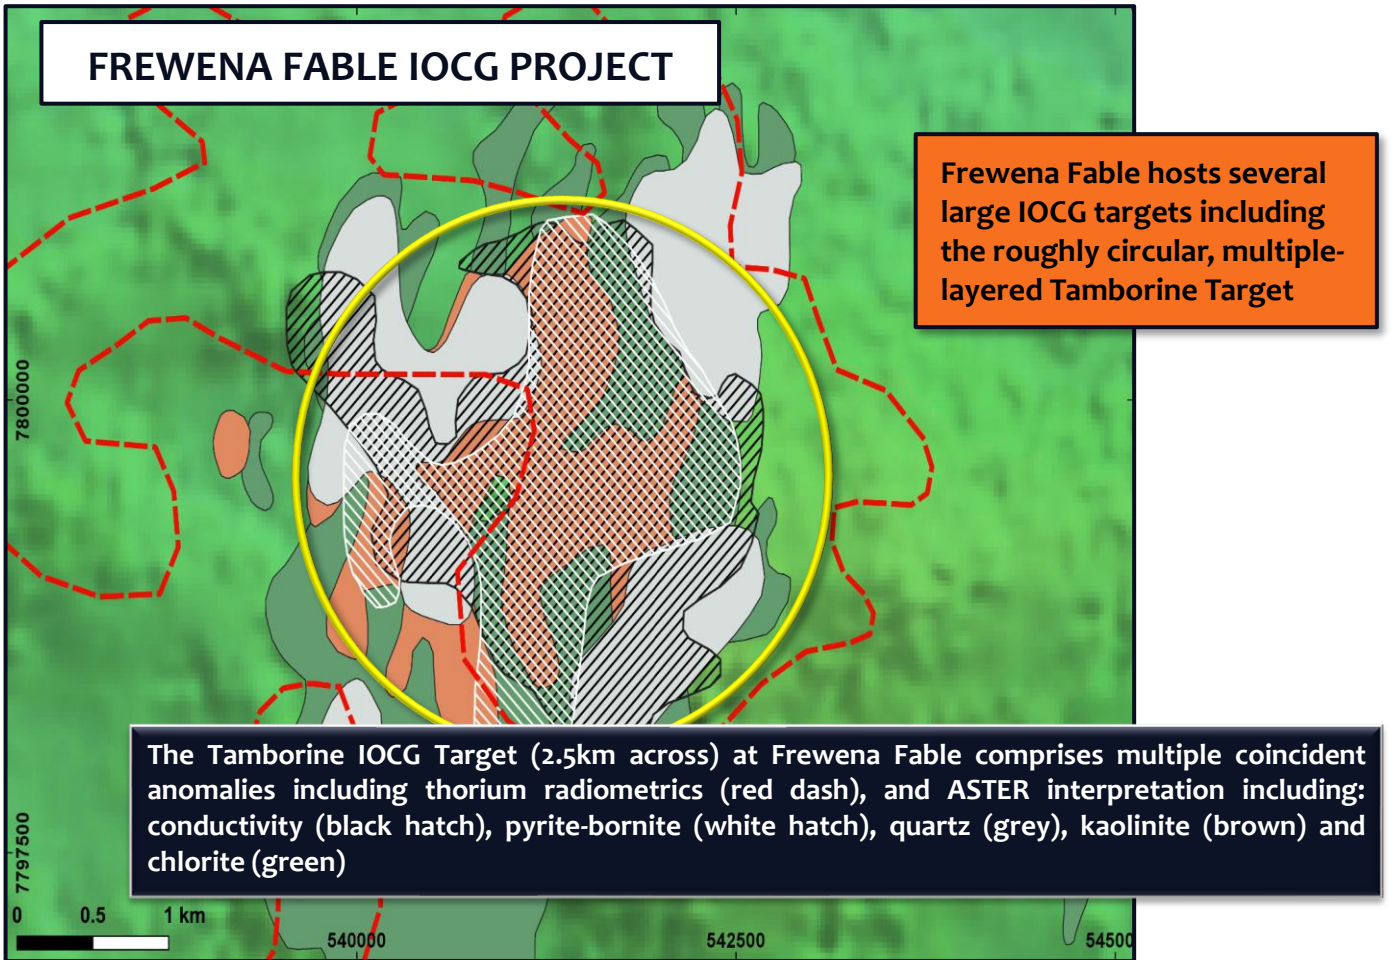 FREWENA FABLE IOCG PROJECT
Frewena Fable hosts several
large IOCG targets including
the roughly circular, multiple-
layered Tamborine Target
7800000
The Tamborine IOCG Target (2.5km across) at Frewena Fable comprises multiple coincident
anomalies including thorium radiometrics (red dash), and ASTER interpretation including:
conductivity (black hatch), pyrite-bornite (white hatch), quartz (grey), kaolinite (brown) and
chlorite (green)
7797500
0 0.5 1 km
540000 542500 54500